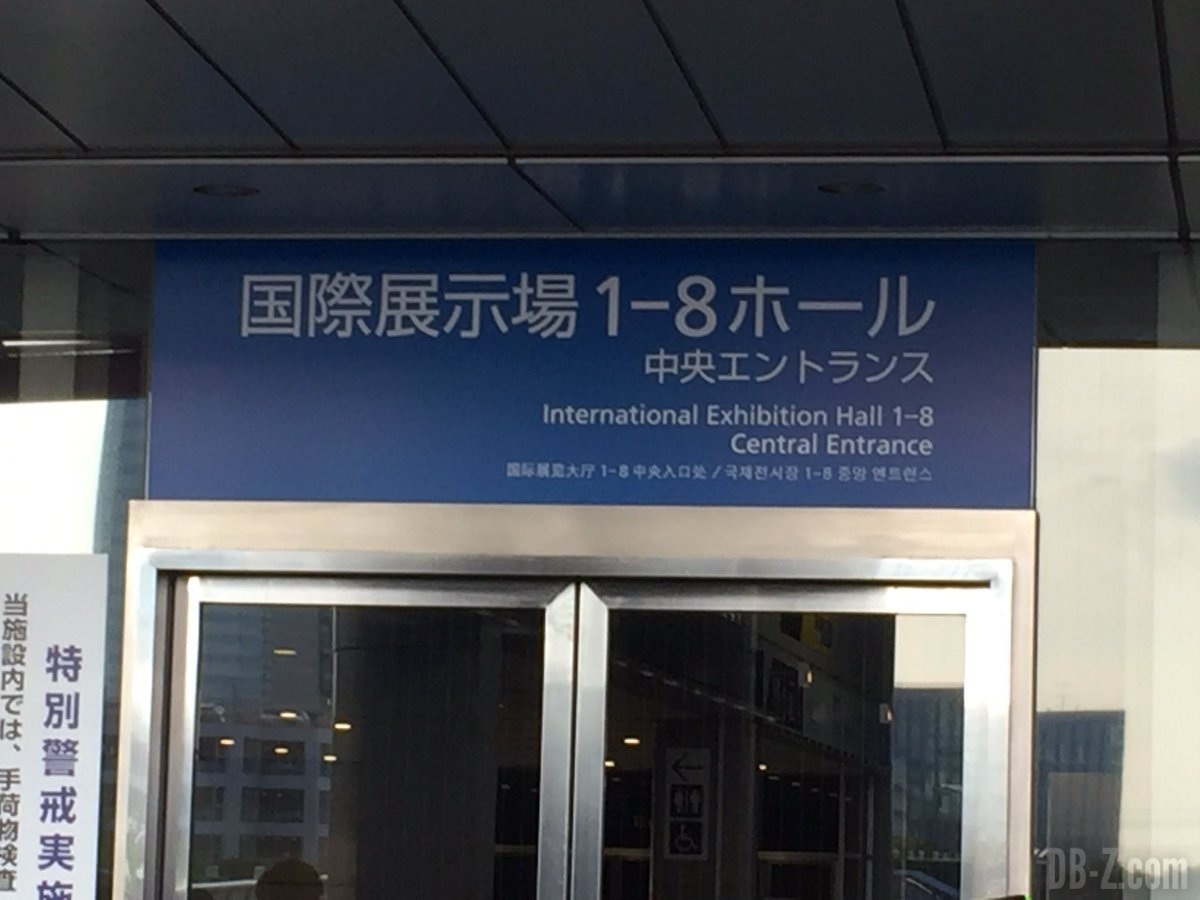 国際展示場 1-8 ホール
中央エントランス
International Exhibition Hall 1-8
Central Entrance
国际展览大厅 1-8 中央入口处 / 국제전시장 1-8 중앙 엔트런스
特別警戒実施
当施設内では、手荷物検査
DB-Z.com